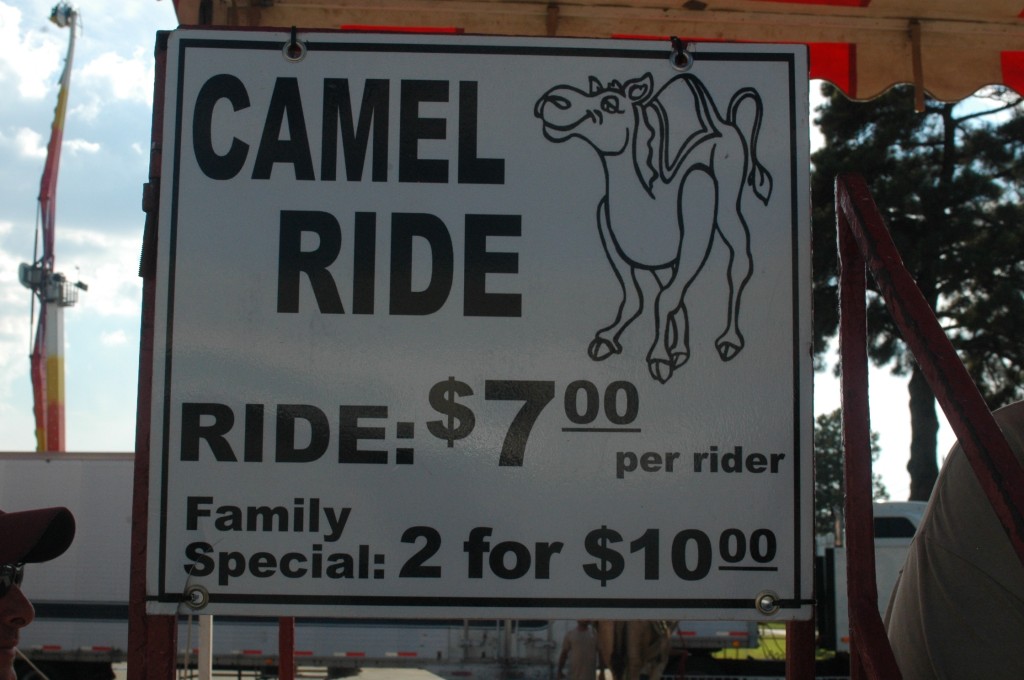 CAMEL
RIDE
RIDE: $7 00
per rider
Family
Special: 2 for $10 00